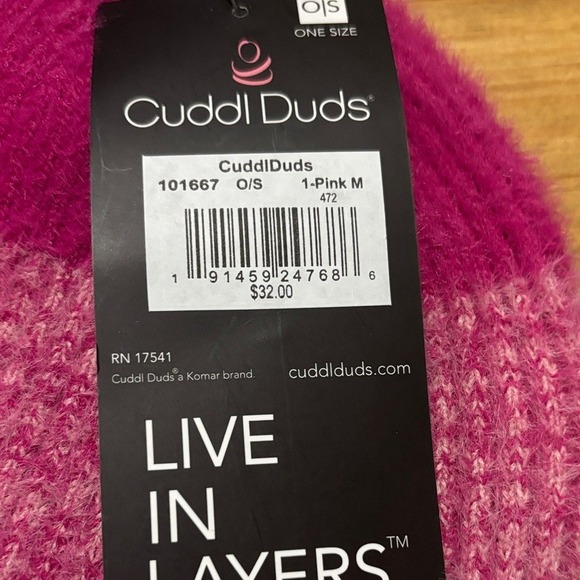 O|S
ONE SIZE
Cuddl Duds®
CuddlDuds
101667 O/S 1-Pink M
472
1 91459 24768 6
$32.00
RN 17541
Cuddl Duds® a Komar brand.
cuddlduds.com
LIVE
IN
LAYERS™